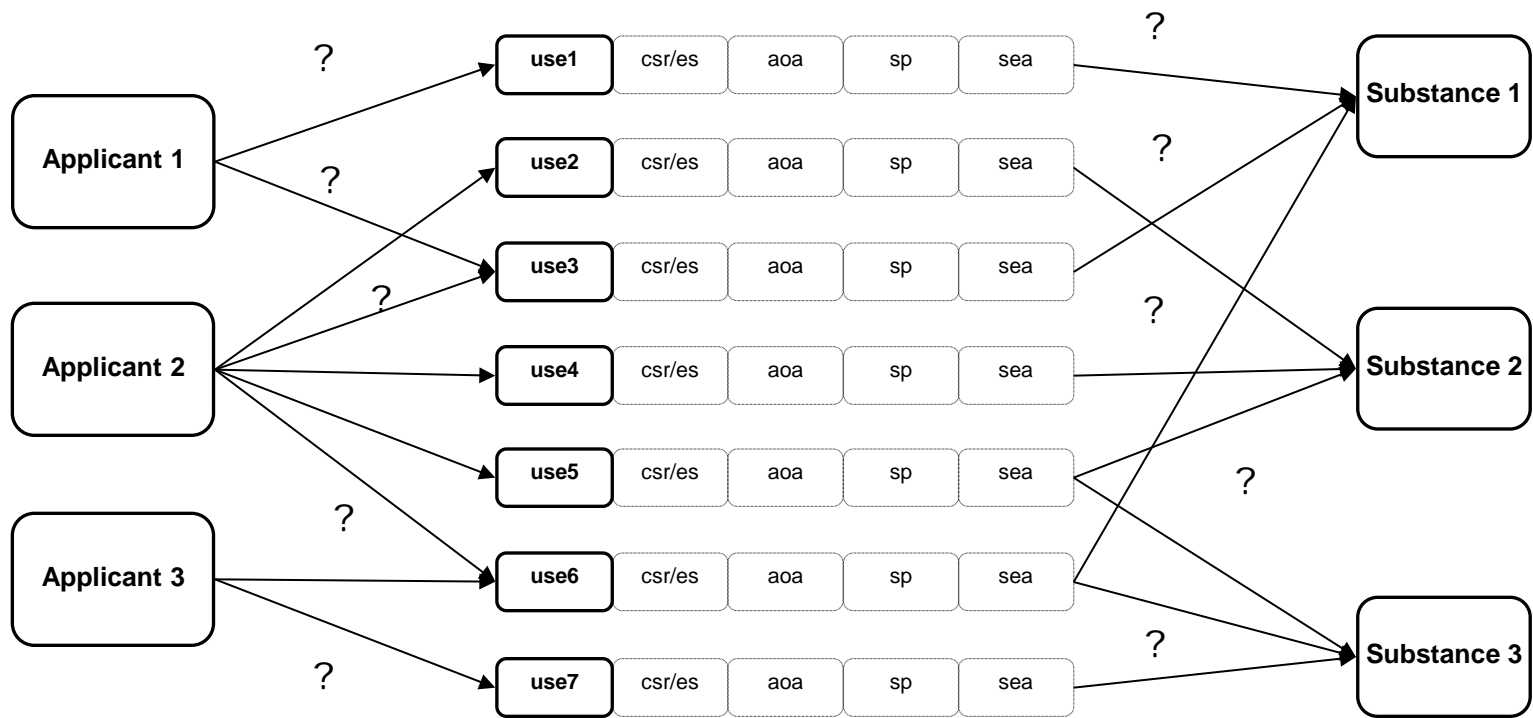 ?
?
use1 csr/es aoa sp sea
Substance 1
Applicant 1
?
?
use2 csr/es aoa sp sea
use3 csr/es aoa sp sea
?
?
Applicant 2
use4 csr/es aoa sp sea
Substance 2
use5 csr/es aoa sp sea
?
?
Applicant 3
use6 csr/es aoa sp sea
?
?
use7 csr/es aoa sp sea
Substance 3